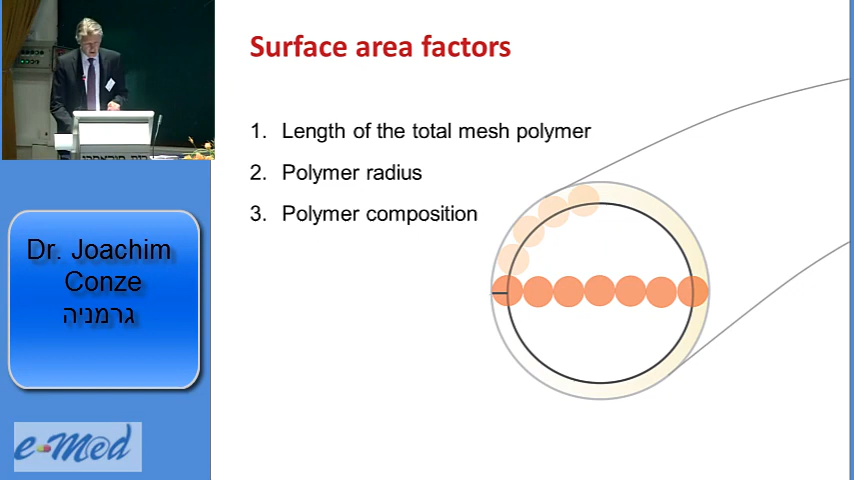 Surface area factors
1. Length of the total mesh polymer
2. Polymer radius
3. Polymer composition
Dr. Joachim
Conze
גרמניה
e-Med